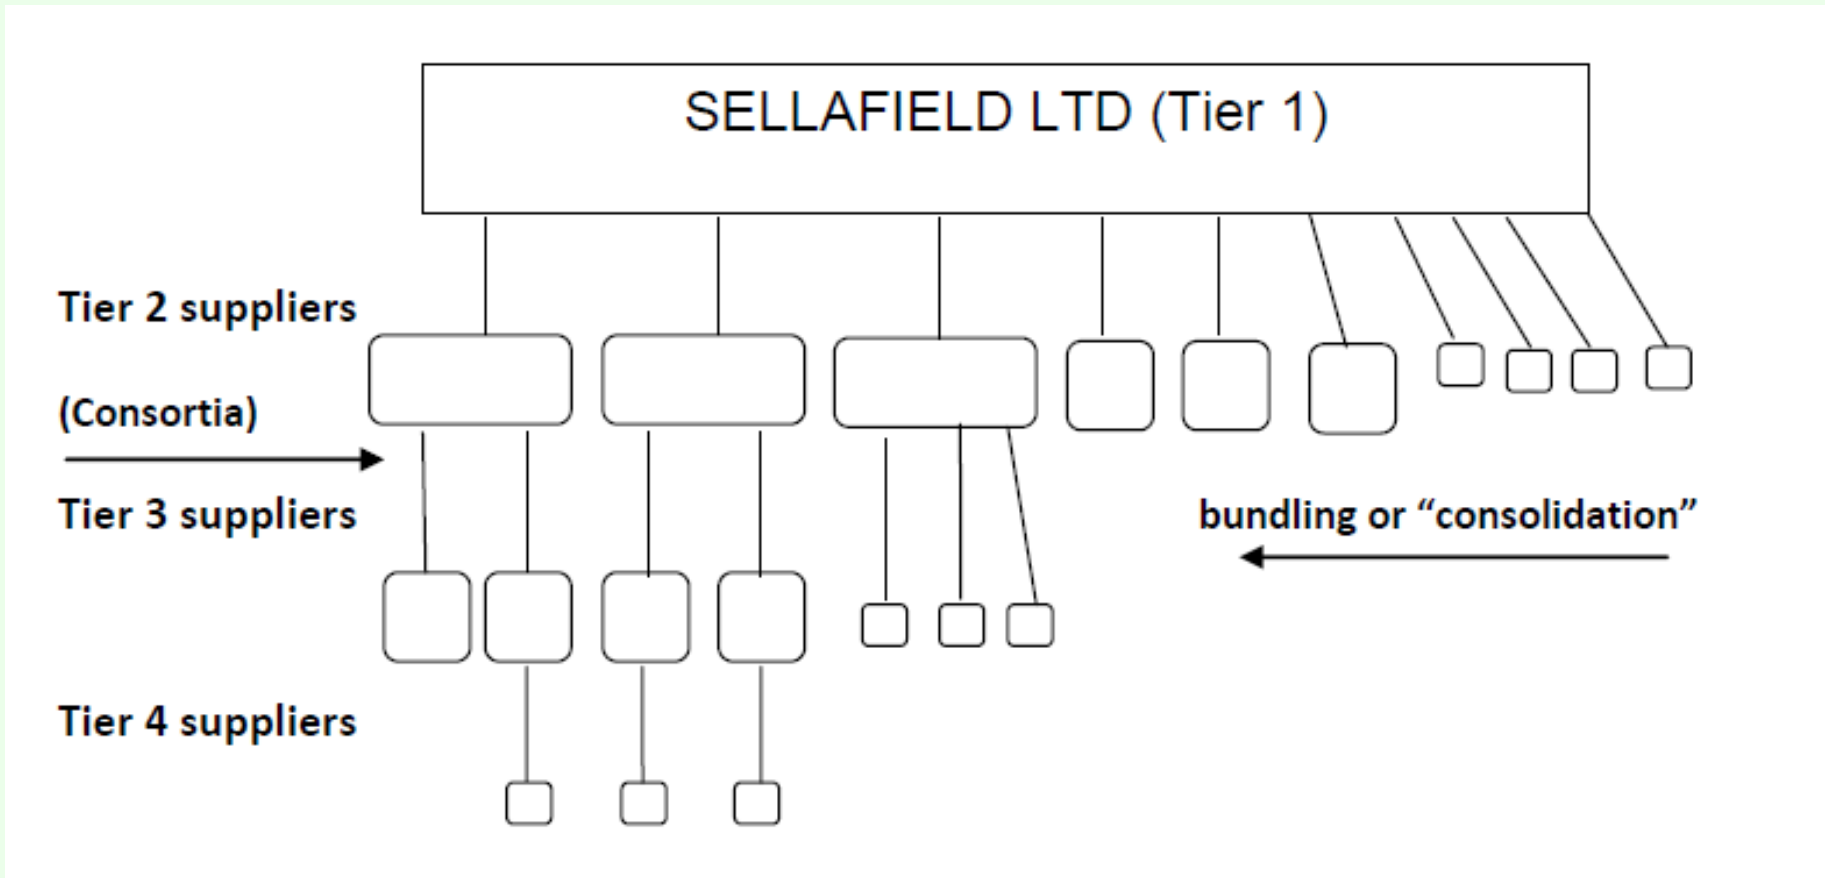 SELLAFIELD LTD (Tier 1)
Tier 2 suppliers
(Consortia)
Tier 3 suppliers
bundling or “consolidation”
Tier 4 suppliers